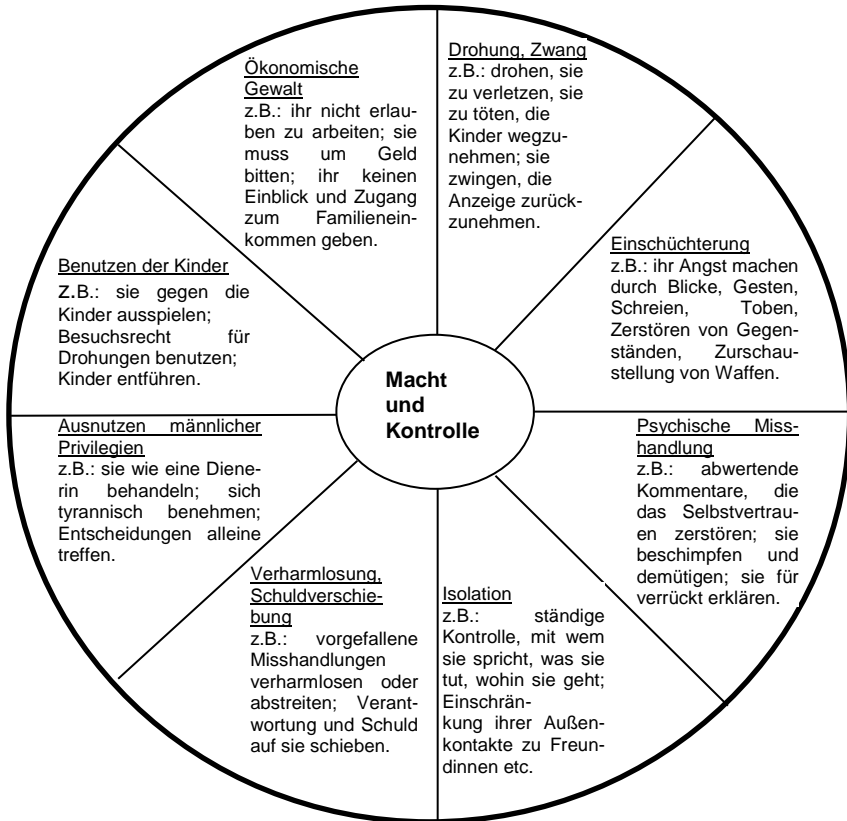 Ökonomische
Gewalt
z.B.: ihr nicht erlau-
ben zu arbeiten; sie
muss um Geld
bitten; ihr keinen
Einblick und Zugang
zum Familienein-
kommen geben.
Drohung, Zwang
z.B.: drohen, sie
zu verletzen, sie
zu töten, die
Kinder wegzu-
nehmen; sie
zwingen, die
Anzeige zurück-
zunehmen.
Einschüchterung
z.B.: ihr Angst machen
durch Blicke, Gesten,
Schreien, Toben,
Zerstören von Gegen-
ständen, Zurschau-
stellung von Waffen.
Psychische Miss-
handlung
z.B.: abwertende
Kommentare, die
das Selbstvertrau-
en zerstören; sie
beschimpfen und
demütigen; sie für
verrückt erklären.
Isolation
z.B.: ständige
Kontrolle, mit wem
sie spricht, was sie
tut, wohin sie geht;
Einschrän-
kung ihrer Außen-
kontakte zu Freun-
dinnen etc.
Verharmlosung,
Schuldverschie-
bung
z.B.: vorgefallene
Misshandlungen
verharmlosen oder
abstreiten; Verant-
wortung und Schuld
auf sie schieben.
Ausnutzen männlicher
Privilegien
z.B.: sie wie eine Diene-
rin behandeln; sich
tyrannisch benehmen;
Entscheidungen alleine
treffen.
Benutzen der Kinder
z.B.: sie gegen die
Kinder ausspielen;
Besuchsrecht für
Drohungen benutzen;
Kinder entführen.
Macht
und
Kontrolle